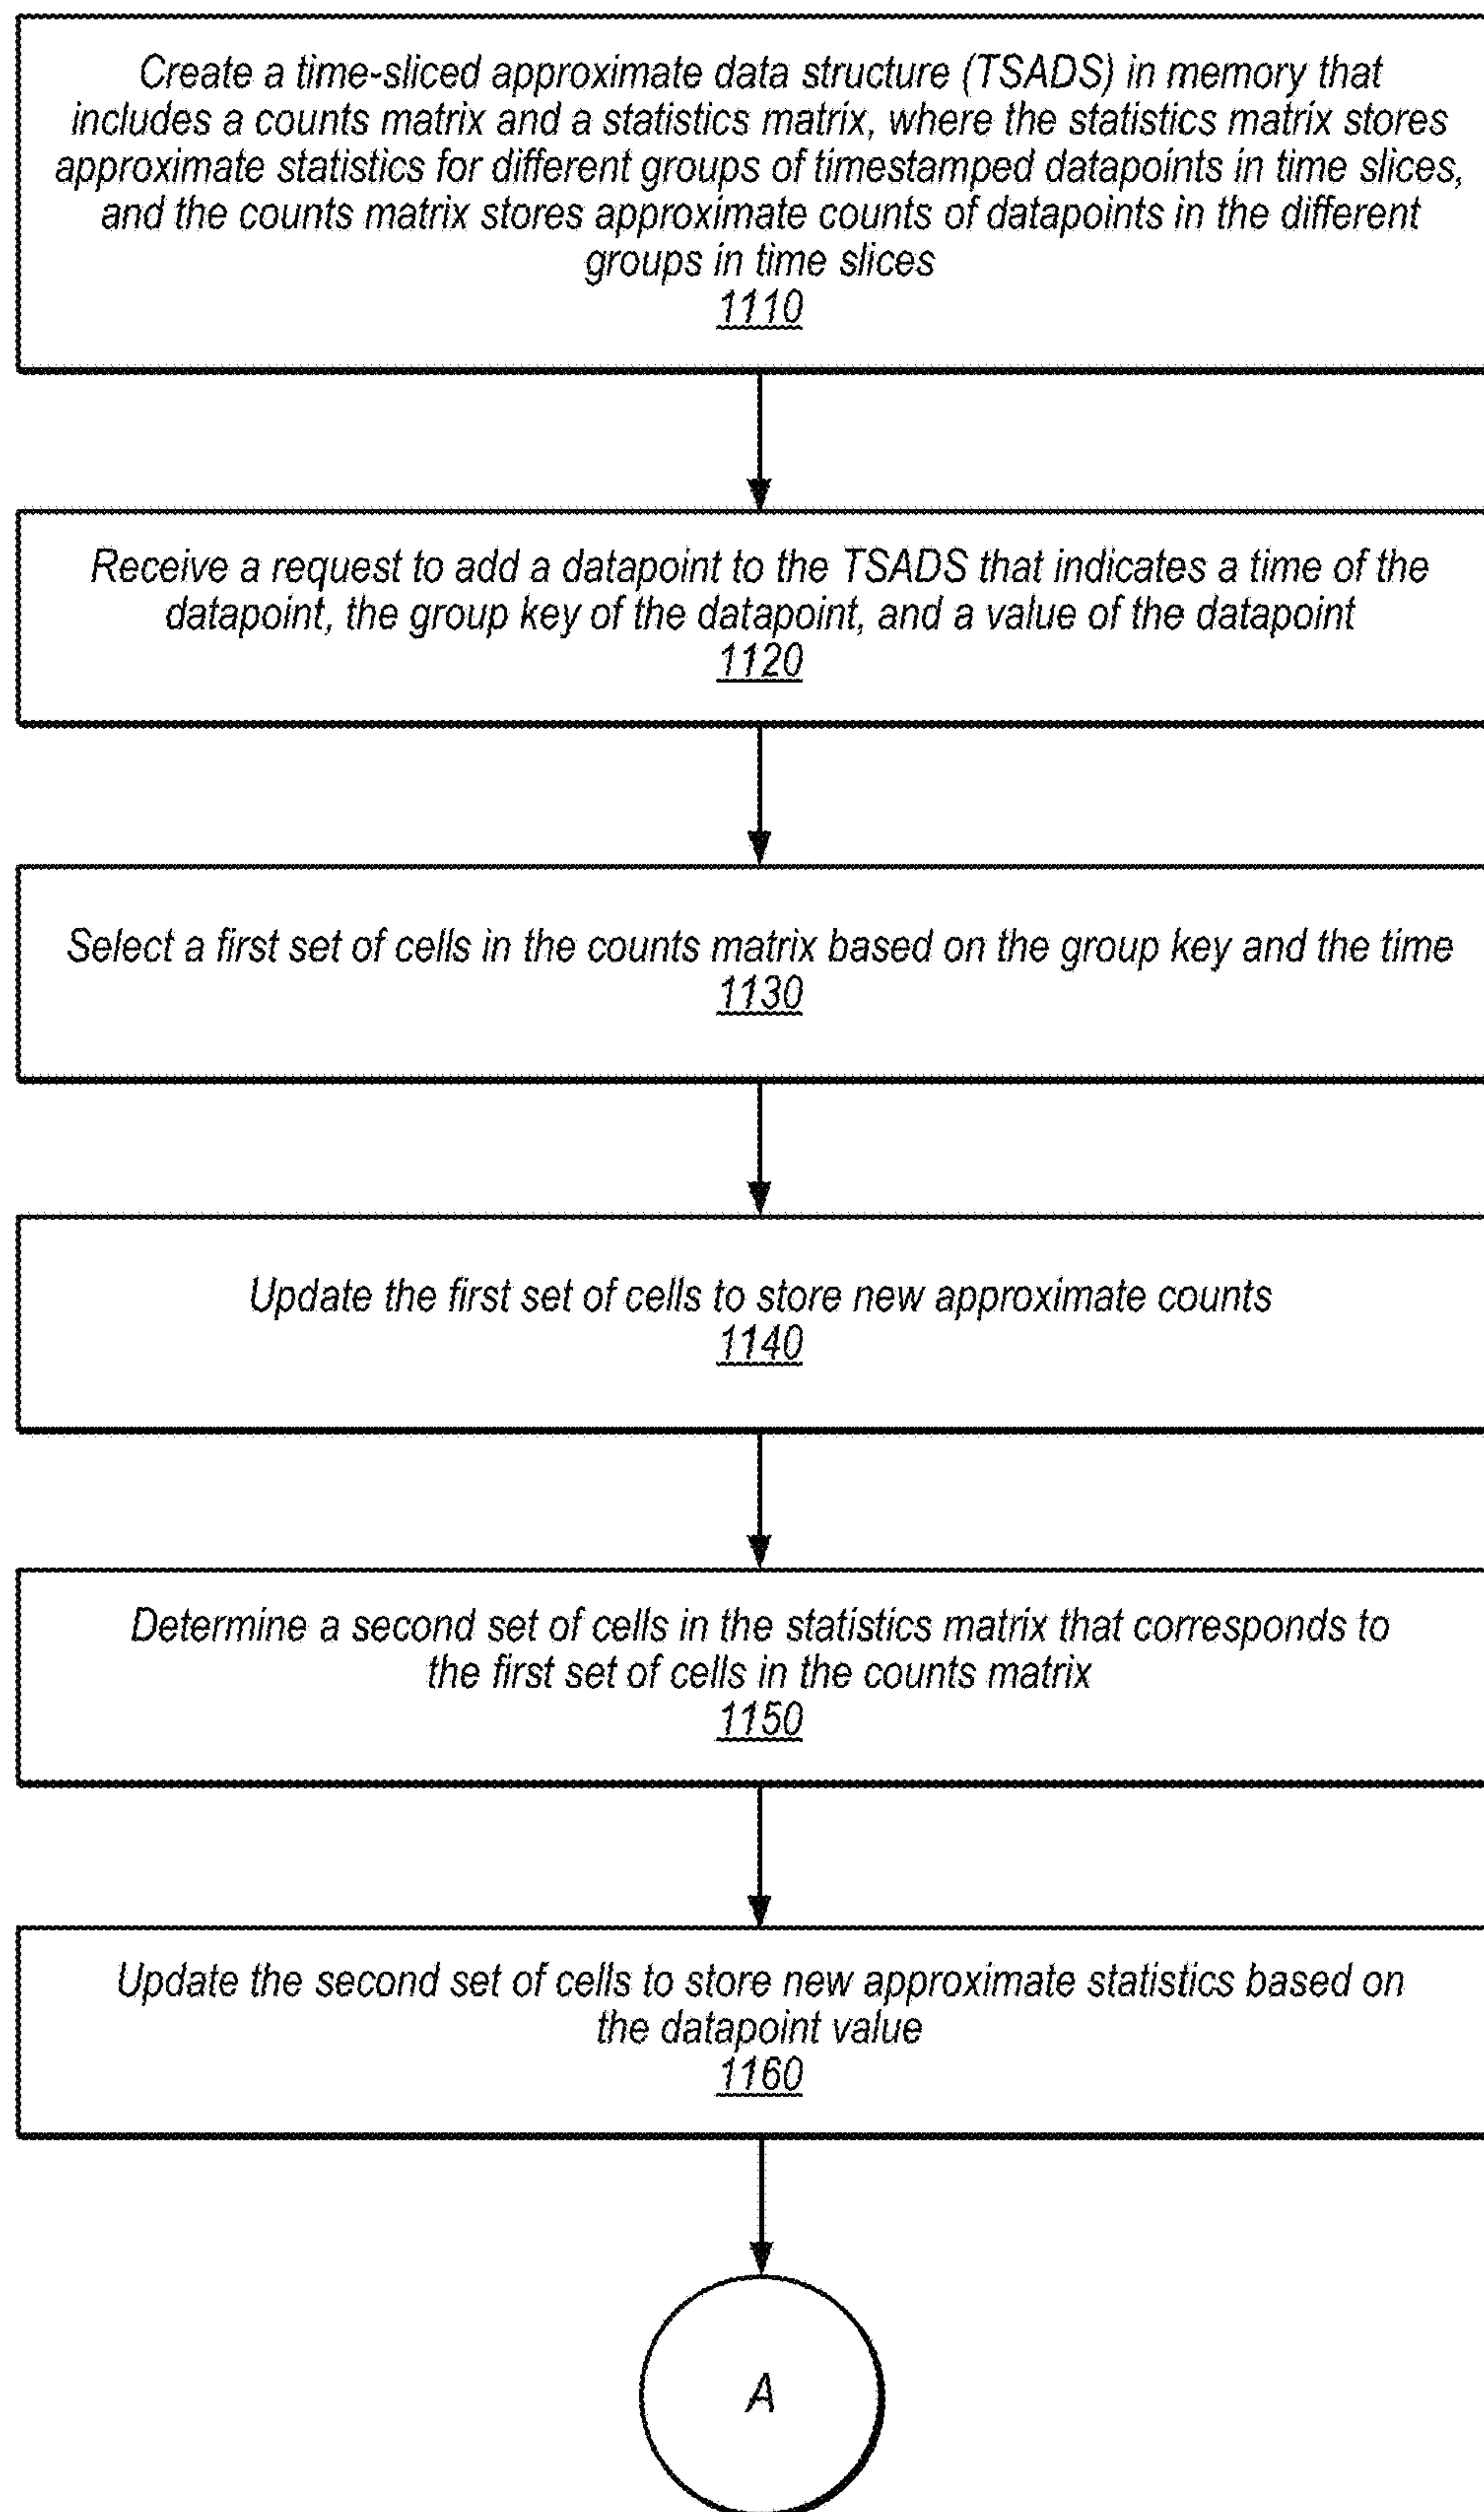 Create a time-sliced approximate data structure (TSADS) in memory that
includes a counts matrix and a statistics matrix, where the statistics matrix stores
approximate statistics for different groups of timestamped datapoints in time slices,
and the counts matrix stores approximate counts of datapoints in the different
groups in time slices
1110
Receive a request to add a datapoint to the TSADS that indicates a time of the
datapoint, the group key of the datapoint, and a value of the datapoint
1120
Select a first set of cells in the counts matrix based on the group key and the time
1130
Update the first set of cells to store new approximate counts
1140
Determine a second set of cells in the statistics matrix that corresponds to
the first set of cells in the counts matrix
1150
Update the second set of cells to store new approximate statistics based on
the datapoint value
1160
A